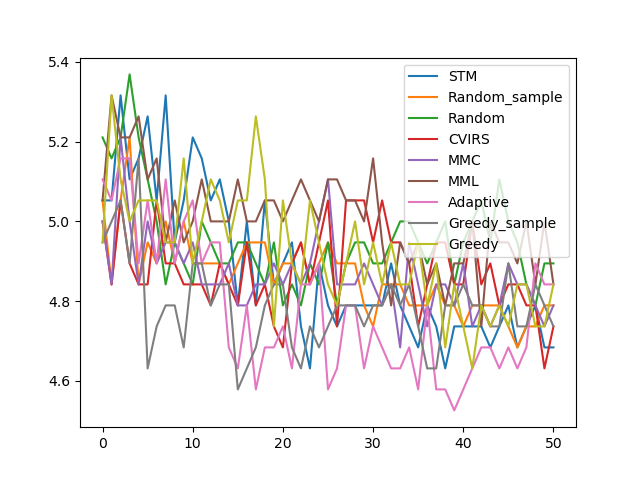 5.4
5.2
5.0
4.8
4.6
0
10
20
30
40
50
STM
Random_sample
Random
CVIRS
MMC
MML
Adaptive
Greedy_sample
Greedy